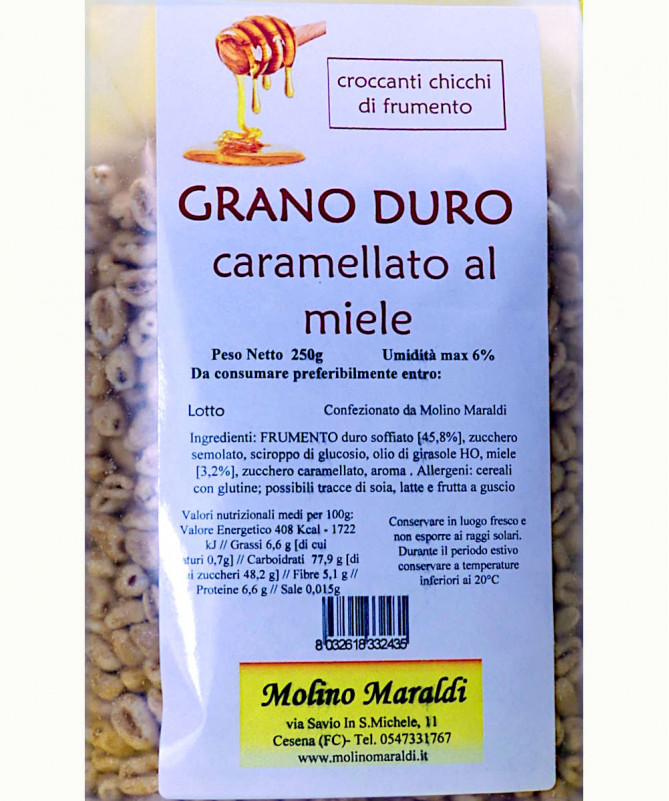 croccanti chicchi
di frumento
GRANO DURO
caramellato al
miele
Peso Netto 250g Umidità max 6%
Da consumare preferibilmente entro:
Lotto Confezionato da Molino Maraldi
Ingredienti: FRUMENTO duro soffiato [45,8%], zucchero
semolato, sciroppo di glucosio, olio di girasole HO, miele
[3,2%], zucchero caramellato, aroma . Allergeni: cereali
con glutine; possibili tracce di soia, latte e frutta a guscio
Valori nutrizionali medi per 100g:
Valore Energetico 408 Kcal - 1722
kJ // Grassi 6,6 g [di cui
turi 0,7g] // Carboidrati 77,9 g [di
i zuccheri 48,2 g] // Fibre 5,1 g //
Proteine 6,6 g // Sale 0,015g
Conservare in luogo fresco e
non esporre ai raggi solari.
Durante il periodo estivo
conservare a temperature
inferiori ai 20°C
8 032618 332435
Molino Maraldi
via Savio In S.Michele, 11
Cesena (FC)- Tel. 0547331767
www.molinomaraldi.it